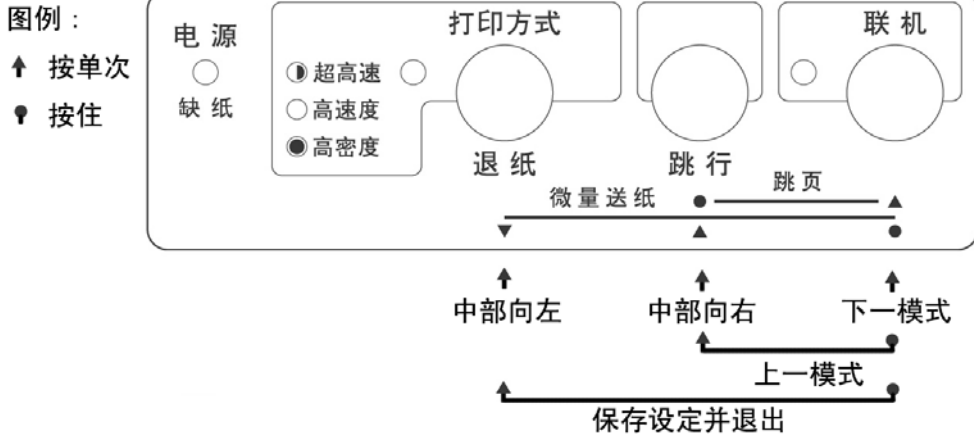 图例：
按单次
按住
电源
缺纸
超高速
高速度
高密度
打印方式
退纸
跳行
联机
跳页
微量送纸
中部向左
中部向右
下一模式
上一模式
保存设定并退出